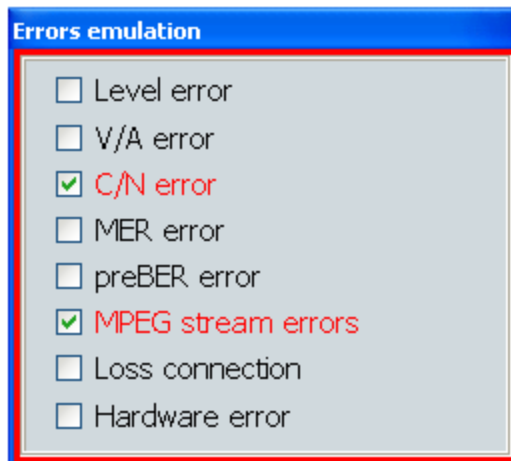 Errors emulation
Level error
V/A error
C/N error
MER error
preBER error
MPEG stream errors
Loss connection
Hardware error